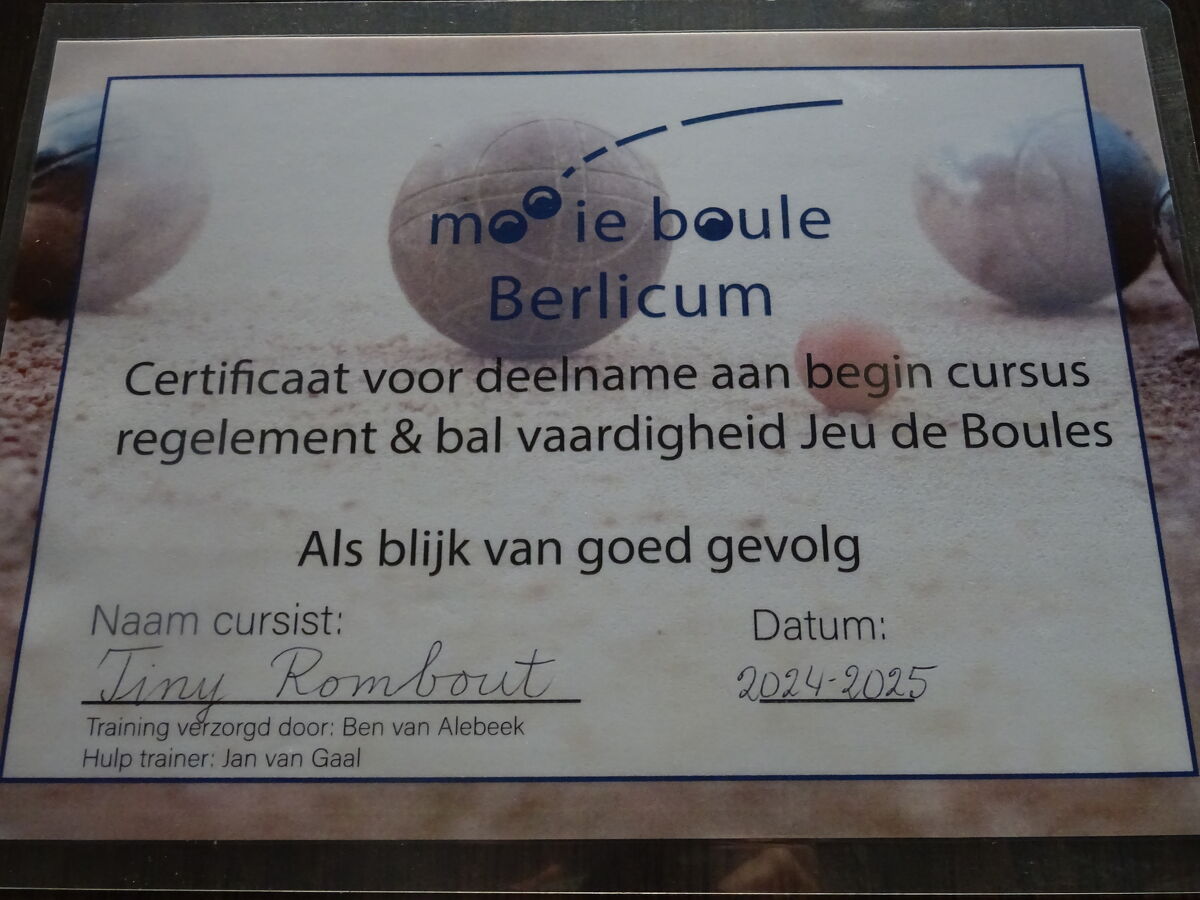 mooie boule
Berlicum
Certificaat voor deelname aan begin cursus
regelement & bal vaardigheid Jeu de Boules
Als blijk van goed gevolg
Naam cursist:
Tiny Rombout
Datum:
2024-2025
Training verzorgd door: Ben van Alebeek
Hulp trainer: Jan van Gaal